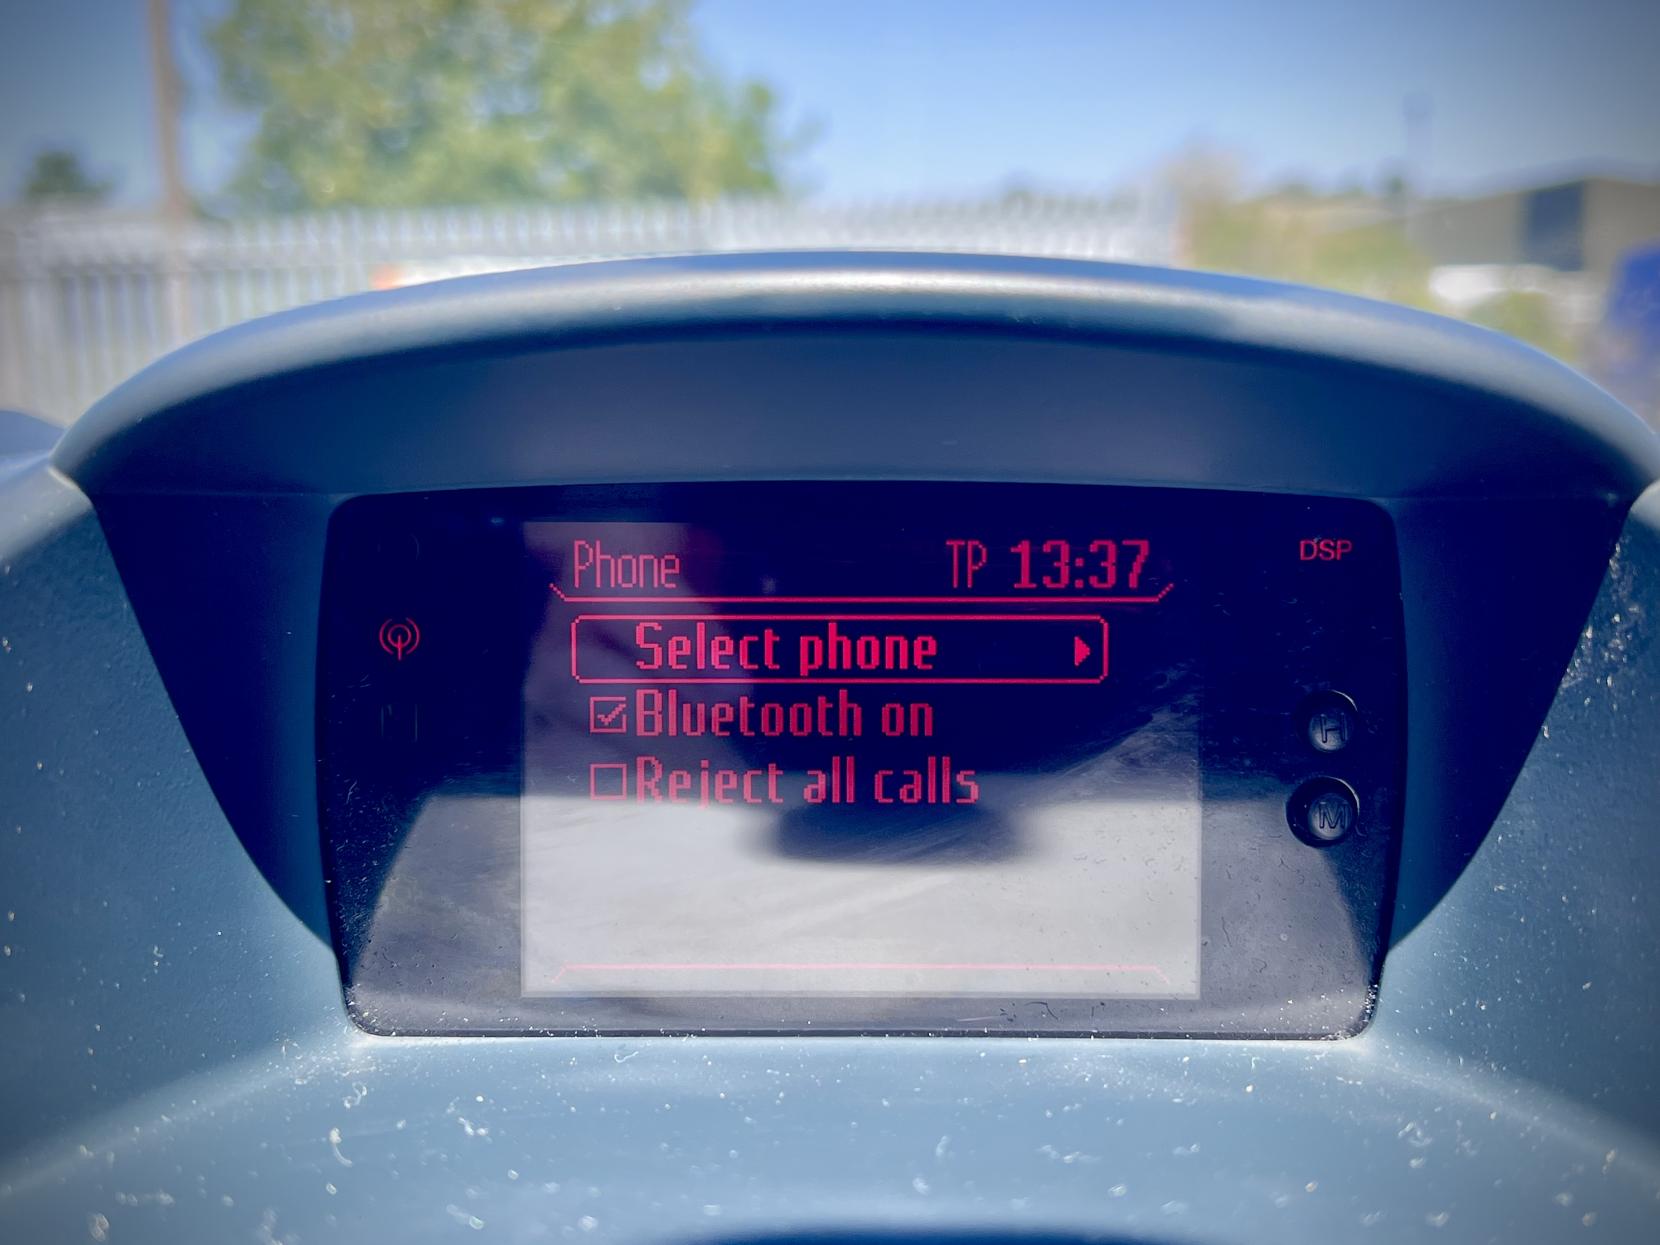 Phone TP 13:37
DSP
Select phone
Bluetooth on
H
Reject all calls
M